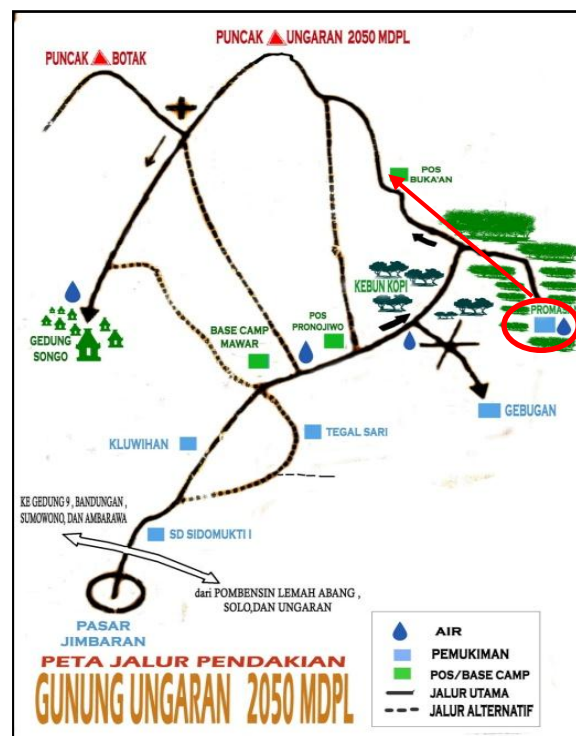 PUNCAK UNGARAN 2050 MDPL
PUNCAK BOTAK
POS
BUKA'AN
KEBUN KOPI
GEDUNG
SONGO
BASE CAMP
MAWAR
POS
PRONOJIWO
GEBUGAN
TEGAL SARI
KLUWIHAN
KE GEDUNG 9, BANDUNGAN,
SUMOWONO, DAN AMBARAWA
SD SIDOMUKTI I
dari POMBENSIN LEMAH ABANG,
SOLO,DAN UNGARAN
PASAR
JIMBARAN
PETA JALUR PENDAKIAN
GUNUNG UNGARAN 2050 MDPL
AIR
PEMUKIMAN
POS/BASE CAMP
JALUR UTAMA
JALUR ALTERNATIF